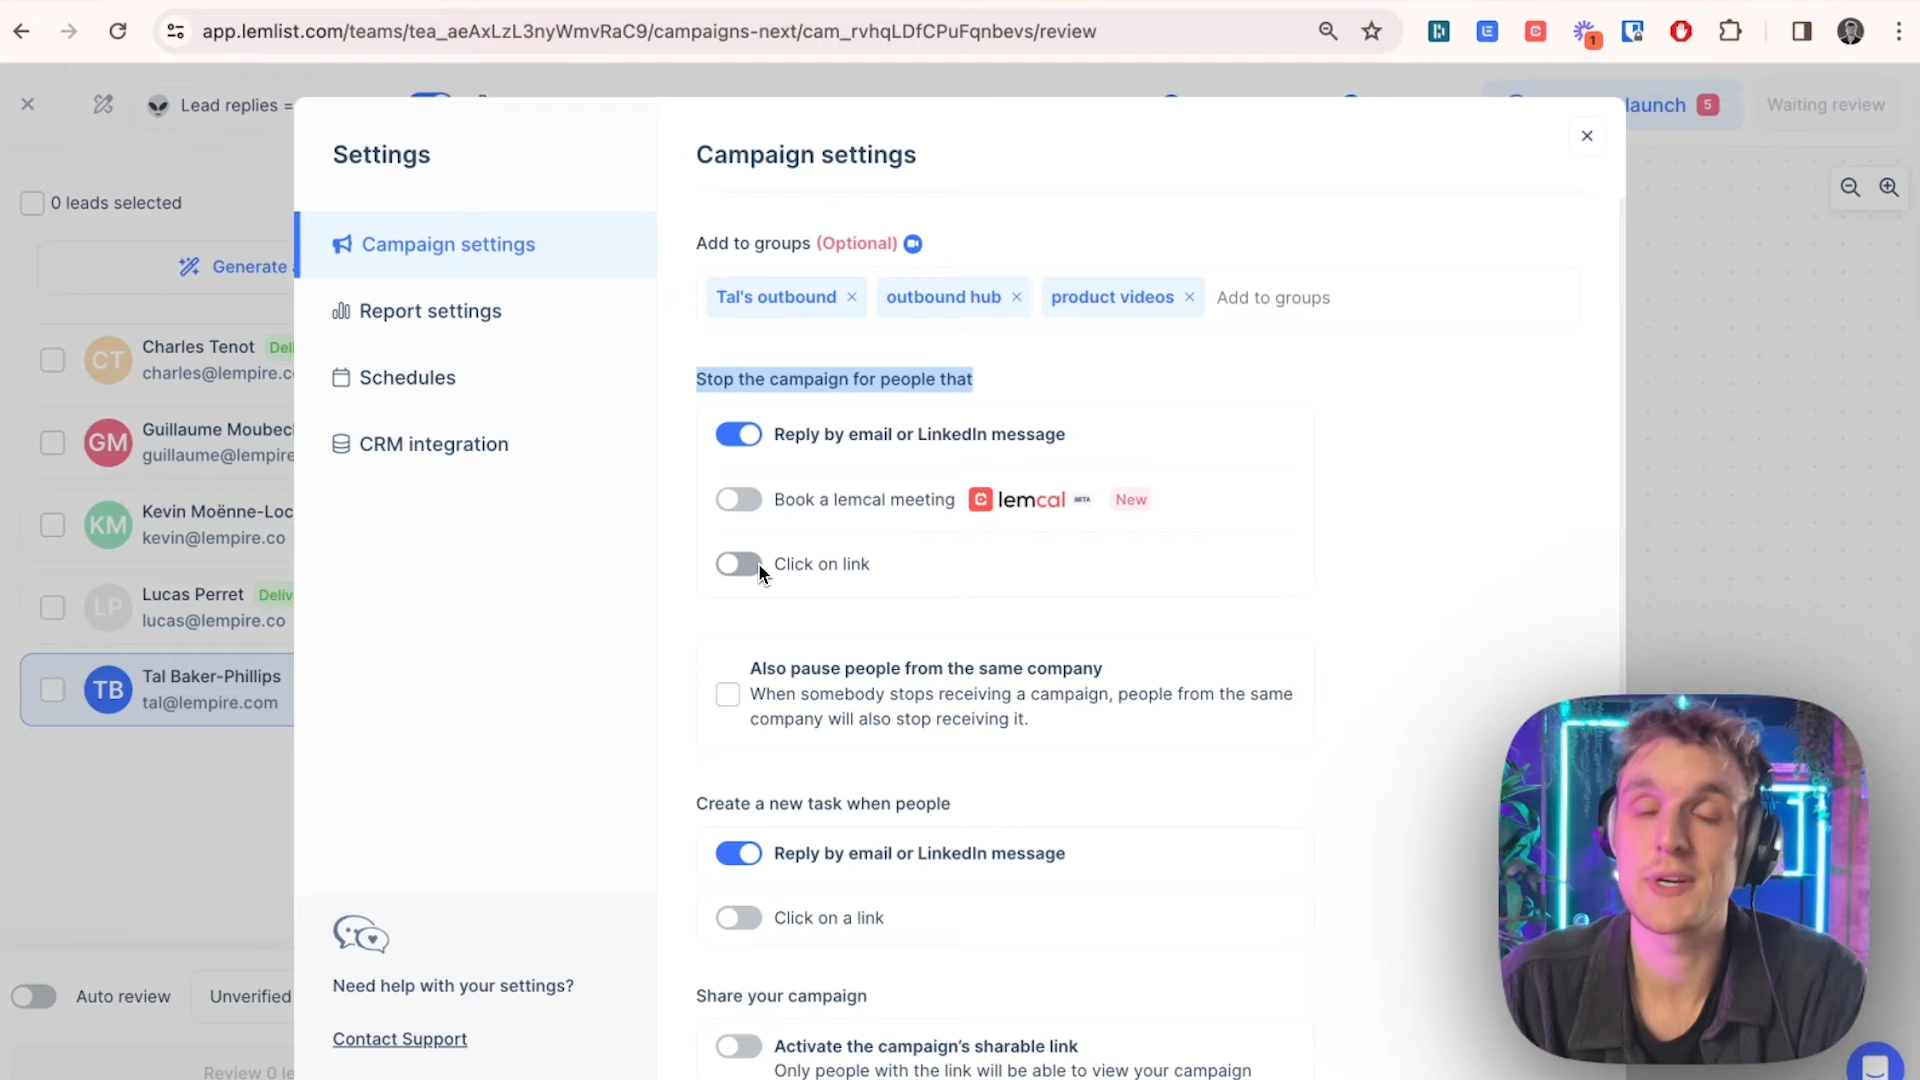 app.lemlist.com/teams/tea_aeAxLzL3nyWmvRaC9/campaigns-next/cam_rvhqLDfCPuFqnbevs/review
1
Lead replies =
launch 5
Waiting review
0 leads selected
Generate
Charles Tenot
charles@lempire.c
CT
GM
Guillaume Moubec
guillaume@lempire
KM
Kevin Moënne-Loc
kevin@lempire.co
LP
Lucas Perret Deliv
lucas@lempire.co
TB
Tal Baker-Phillips
tal@lempire.com
Auto review
Unverified
Review 0 le
Settings
Campaign settings
Report settings
Schedules
CRM integration
Need help with your settings?
Contact Support
Campaign settings
Add to groups (Optional)
Tal's outbound × outbound hub × product videos × Add to groups
Stop the campaign for people that
Reply by email or LinkedIn message
Book a lemcal meeting lemcal BETA New
Click on link
Also pause people from the same company
When somebody stops receiving a campaign, people from the same
company will also stop receiving it.
Create a new task when people
Reply by email or LinkedIn message
Click on a link
Share your campaign
Activate the campaign's sharable link
Only people with the link will be able to view your campaign